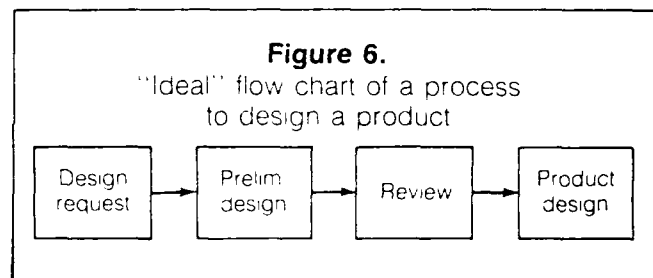 Figure 6.
"Ideal" flow chart of a process
to design a product
Design
request
Prelim
design
Review
Product
design